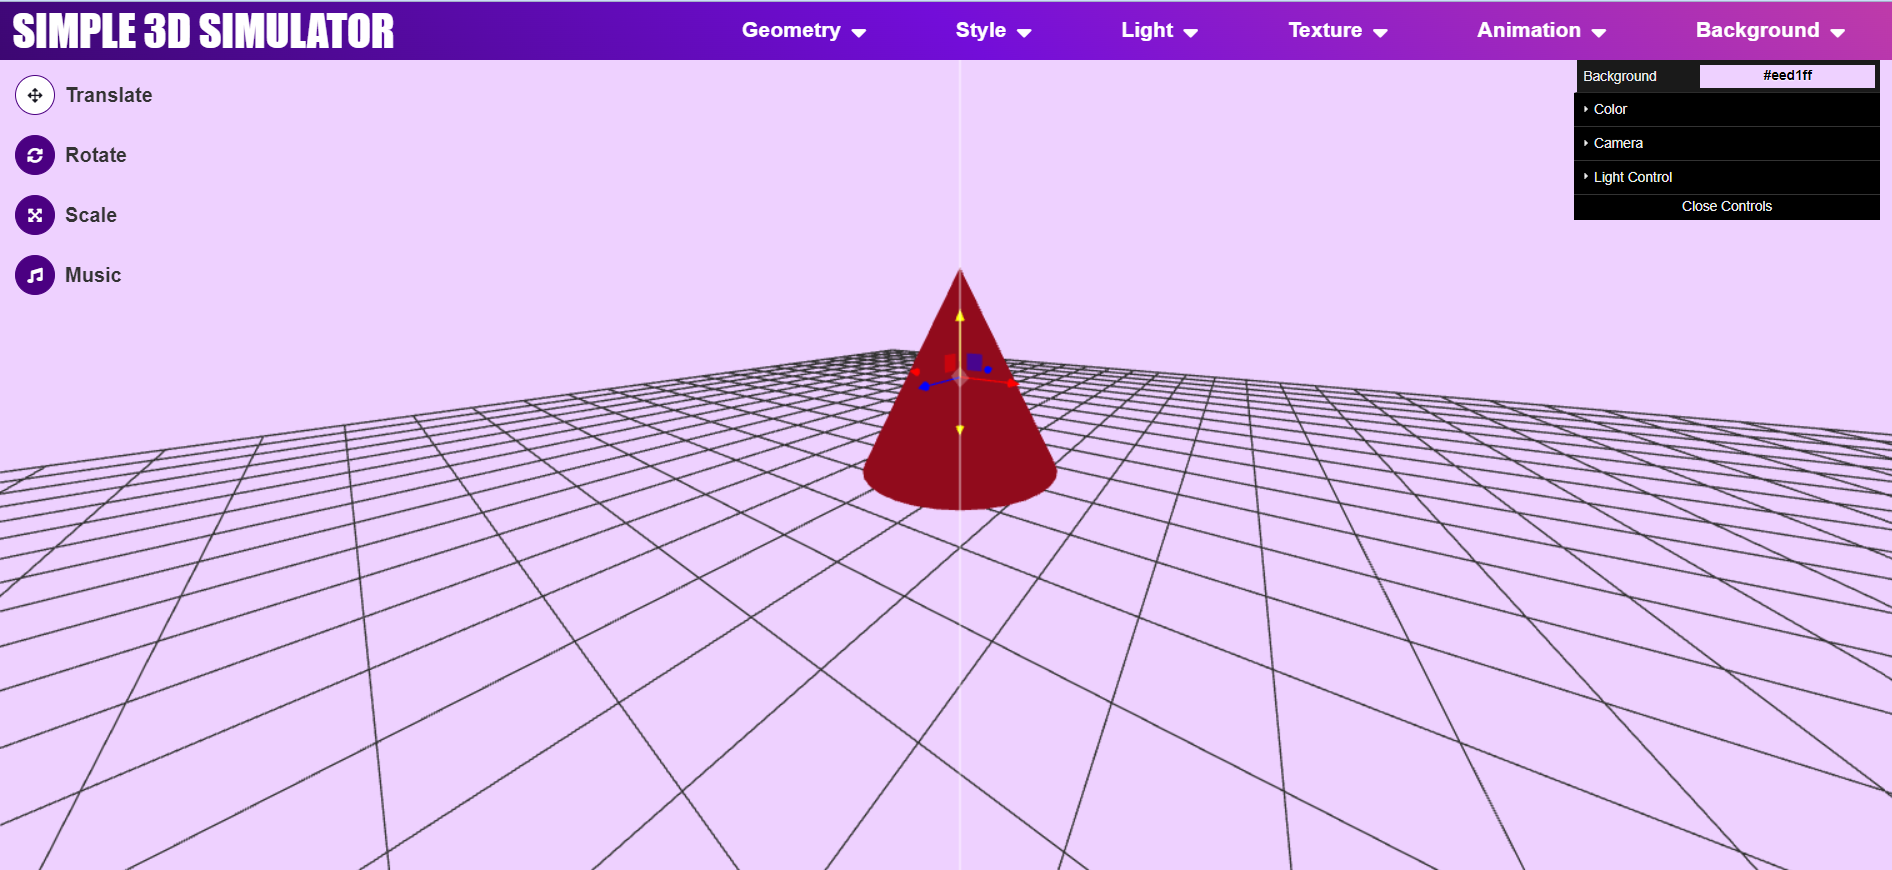 SIMPLE 3D SIMULATOR
Geometry
Style
Light
Texture
Animation
Background
Translate
Rotate
Scale
Music
Background #eed1ff
Color
Camera
Light Control
Close Controls